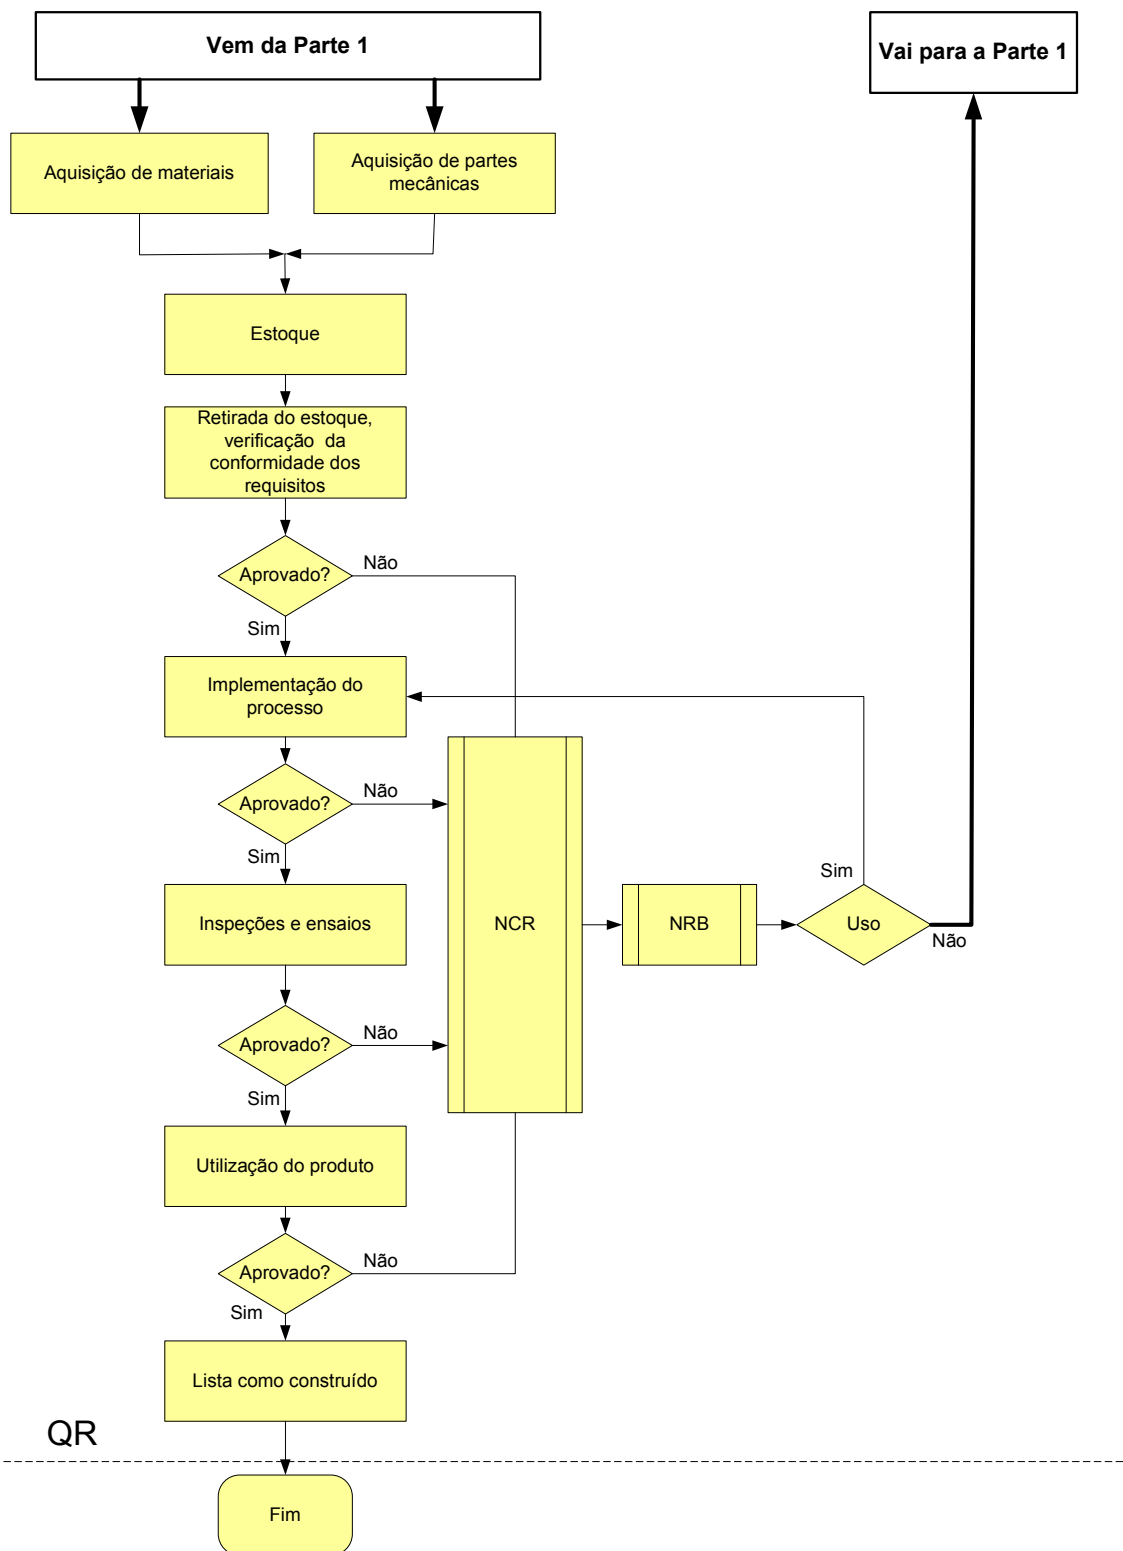 Vem da Parte 1
Vai para a Parte 1
Aquisição de materiais
Aquisição de partes
mecânicas
Estoque
Retirada do estoque,
verificação da
conformidade dos
requisitos
Aprovado?
Não
Sim
Implementação do
processo
Aprovado?
Não
Sim
Inspeções e ensaios
NCR
NRB
Uso
Sim
Não
Aprovado?
Não
Sim
Utilização do produto
Aprovado?
Não
Sim
Lista como construído
QR
Fim